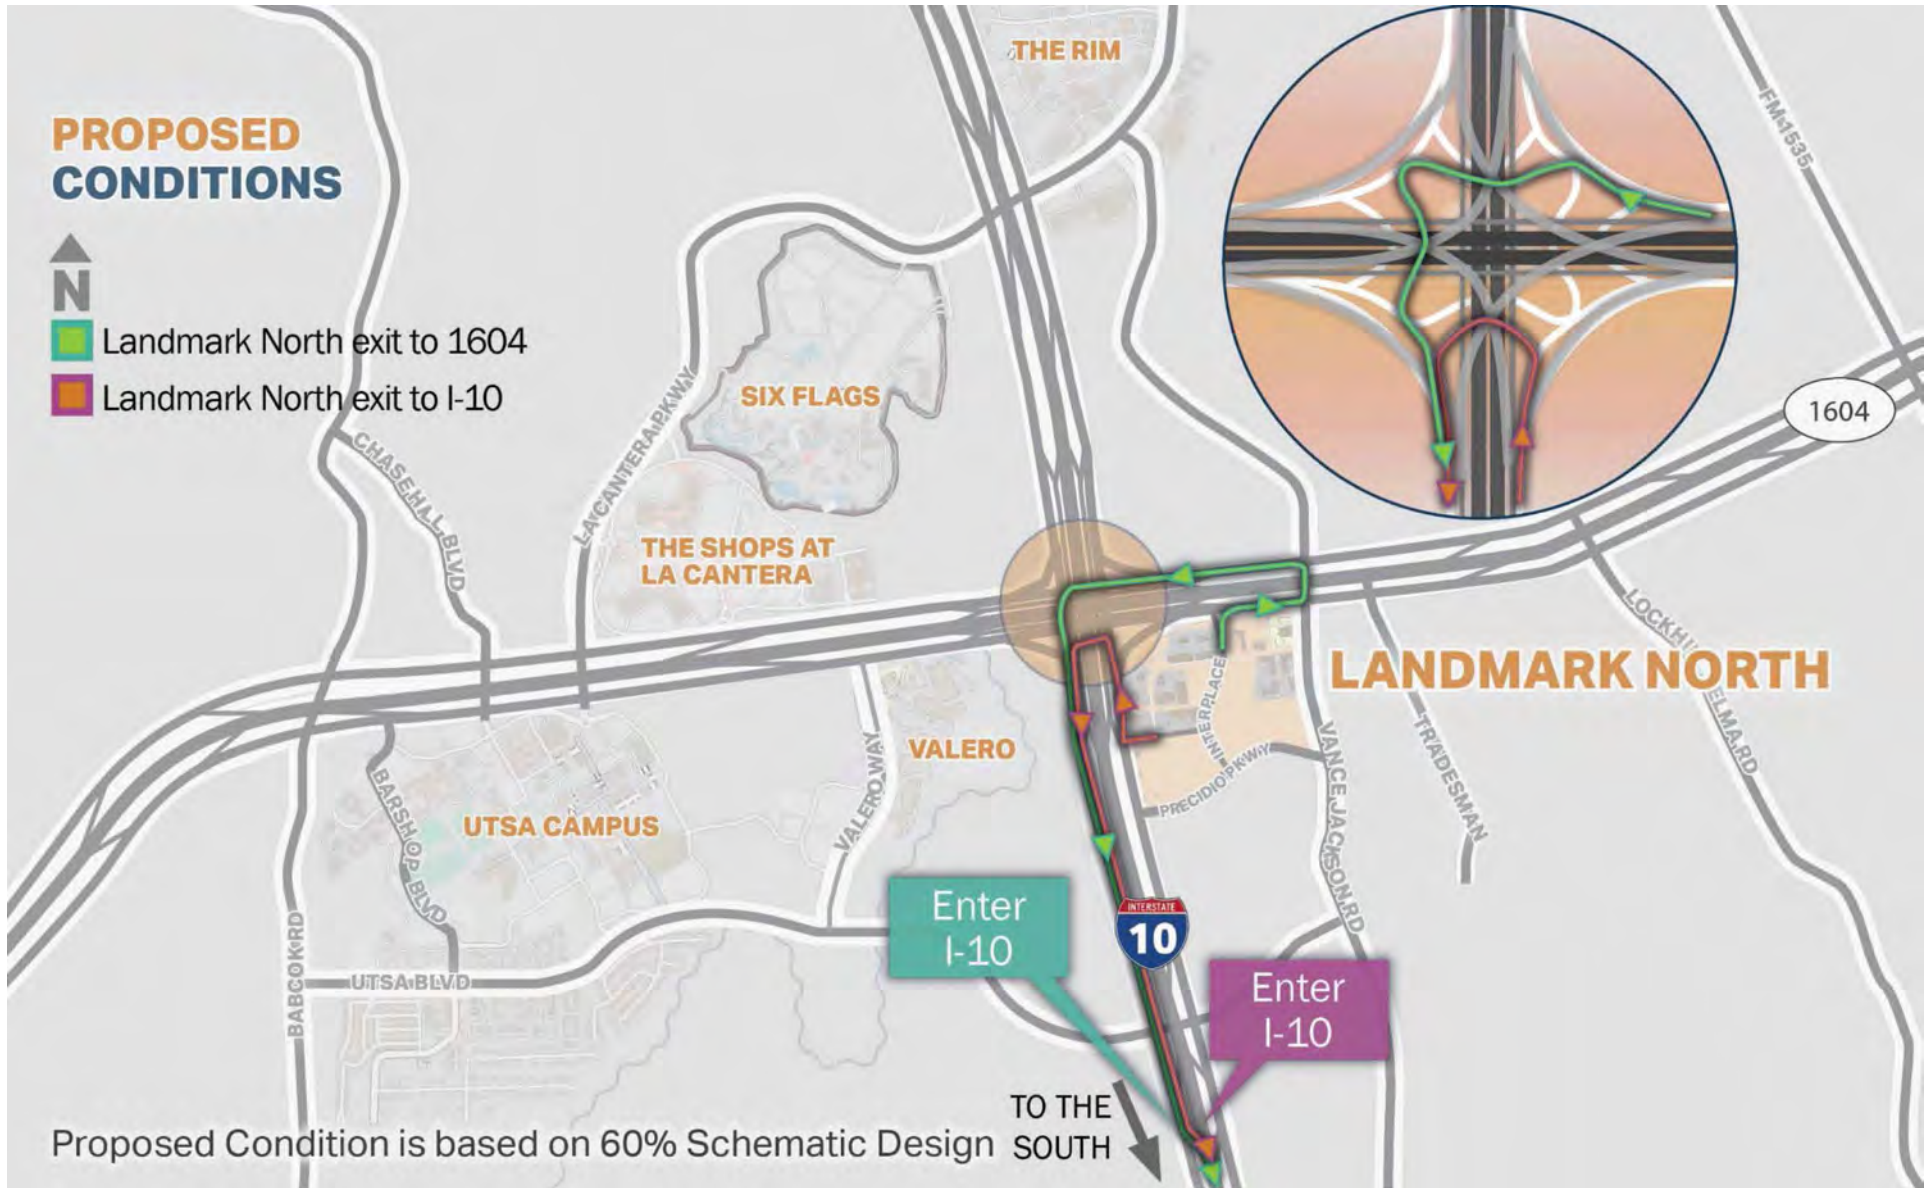 THE RIM
FM 1535
PROPOSED
CONDITIONS
N
Landmark North exit to 1604
Landmark North exit to I-10
SIX FLAGS
1604
LA CANTERA PKWY
CHASE HILL BLVD
THE SHOPS AT
LA CANTERA
LOCKHI
ELMA RD
LANDMARK NORTH
INTERPLACE
TRADESMAN
VANCE JACKSON RD
PRECIDIO PKWY
VALERO
VALERO WAY
BARSHOP BLVD
UTSA CAMPUS
Enter
I-10
INTERSTATE
10
BABCOK RD
UTSA BLVD
Enter
I-10
TO THE
SOUTH
Proposed Condition is based on 60% Schematic Design